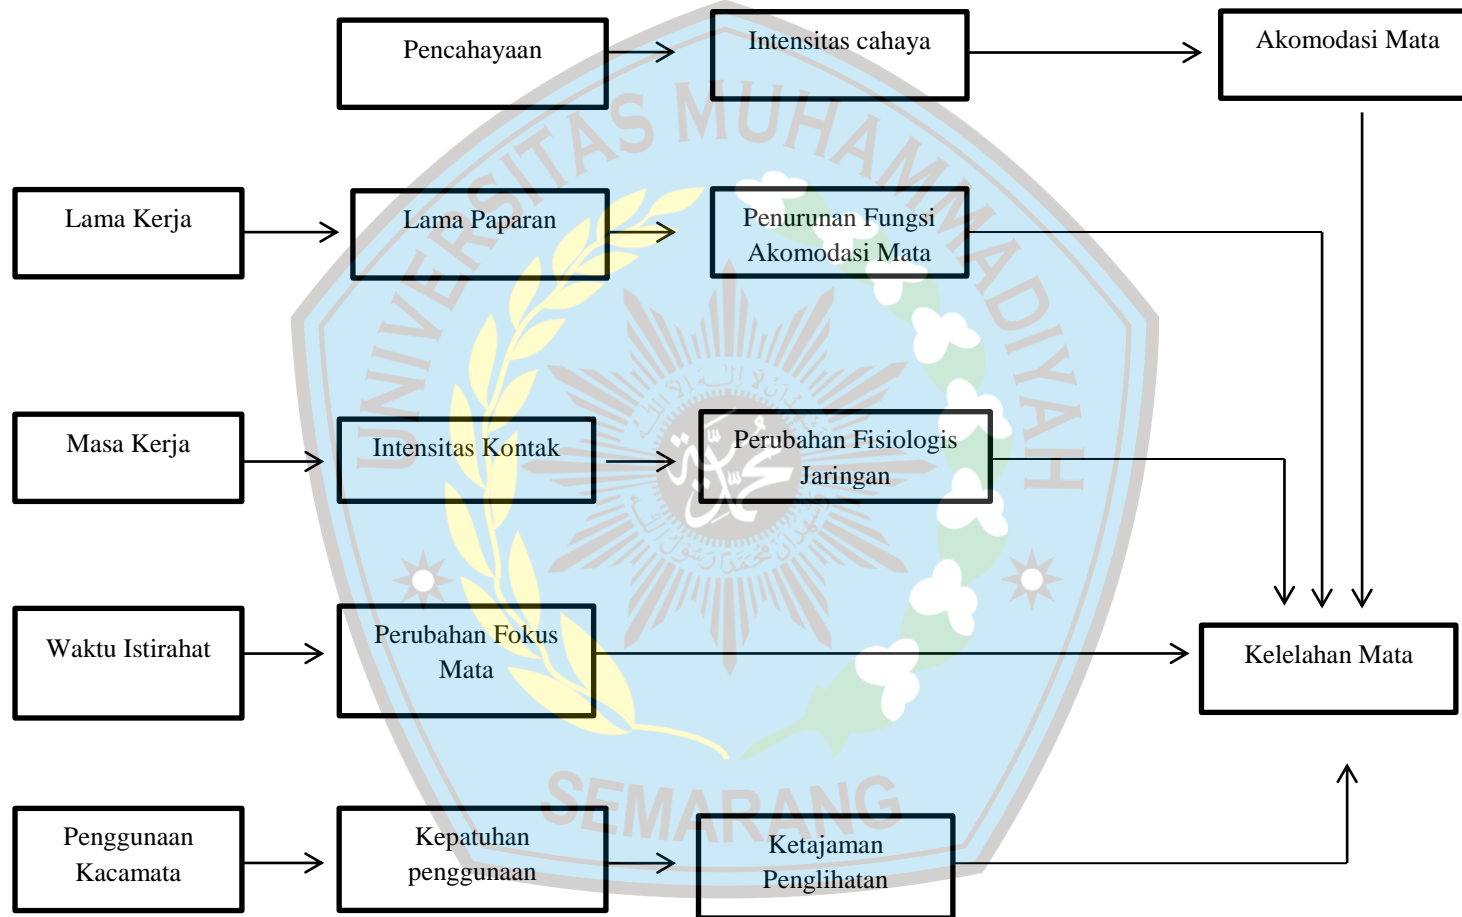 Pencahayaan
Intensitas cahaya
Akomodasi Mata
UNIVERSITAS MUHAMMADIYAH
Lama Kerja
Lama Paparan
Penurunan Fungsi
Akomodasi Mata
Masa Kerja
Intensitas Kontak
Perubahan Fisiologis
Jaringan
Waktu Istirahat
Perubahan Fokus
Mata
Kelelahan Mata
SEMARANG
Penggunaan
Kacamata
Kepatuhan
penggunaan
Ketajaman
Penglihatan